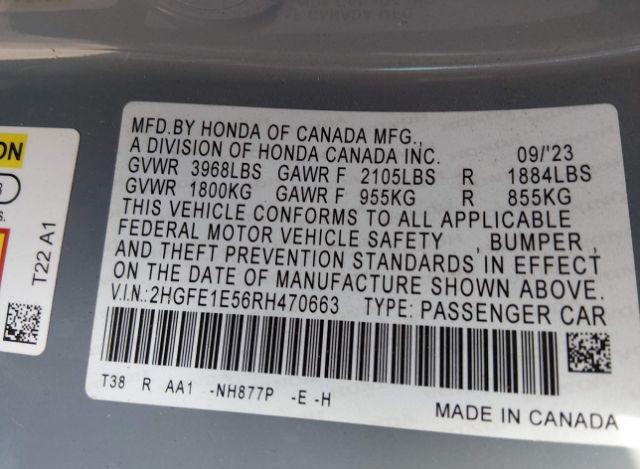 MFD.BY HONDA OF CANADA MFG.,
A DIVISION OF HONDA CANADA INC. 09/'23
GVWR 3968LBS GAWR F 2105LBS R 1884LBS
GVWR 1800KG GAWR F 955KG R 855KG
THIS VEHICLE CONFORMS TO ALL APPLICABLE
FEDERAL MOTOR VEHICLE SAFETY , BUMPER ,
AND THEFT PREVENTION STANDARDS IN EFFECT
ON THE DATE OF MANUFACTURE SHOWN ABOVE.
V.I.N.:2HGFE1E56RH470663 TYPE: PASSENGER CAR
T38 R AA1 -NH877P -E -H
MADE IN CANADA
T22 A1